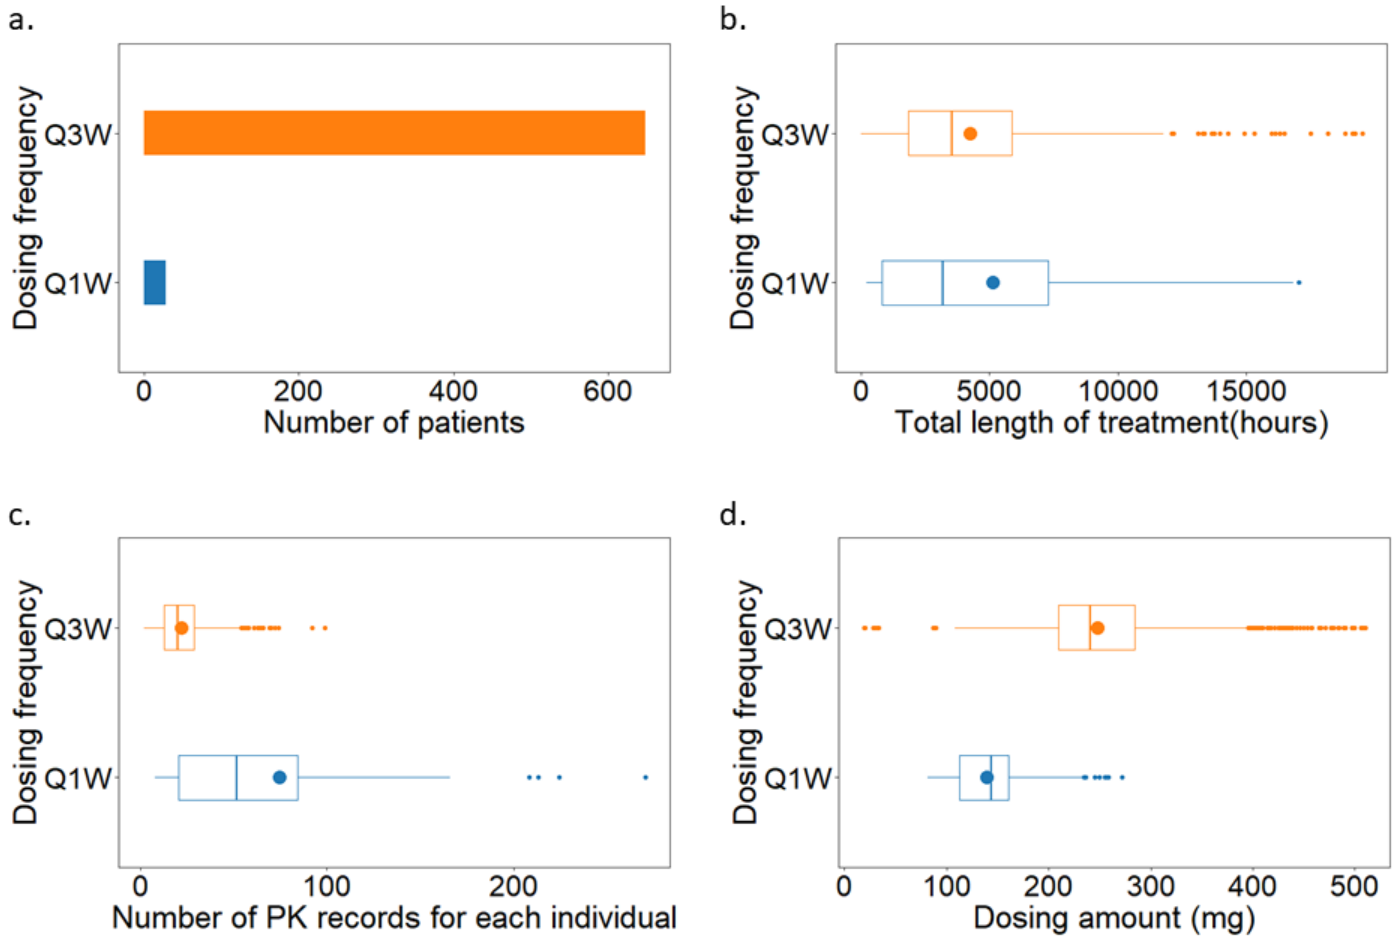 a.
Dosing frequency
Q3W
Q1W
0 200 400 600
Number of patients
b.
Dosing frequency
Q3W
Q1W
0 5000 10000 15000
Total length of treatment(hours)
c.
Dosing frequency
Q3W
Q1W
0 100 200
Number of PK records for each individual
d.
Dosing frequency
Q3W
Q1W
0 100 200 300 400 500
Dosing amount (mg)